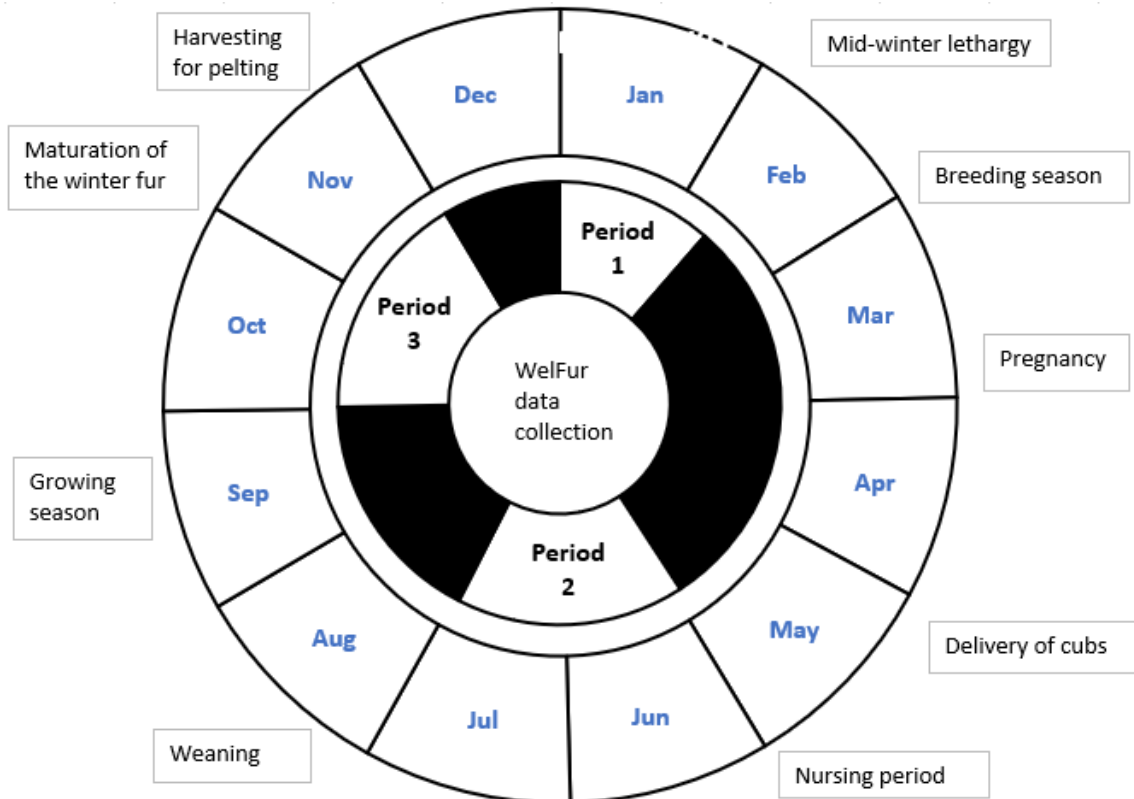 Harvesting
for pelting
Mid-winter lethargy
Dec
Jan
Maturation of
the winter fur
Nov
Feb
Breeding season
Period
1
Period
3
Oct
Mar
Pregnancy
WelFur
data
collection
Growing
season
Sep
Apr
Period
2
Aug
May
Delivery of cubs
Jul
Jun
Weaning
Nursing period